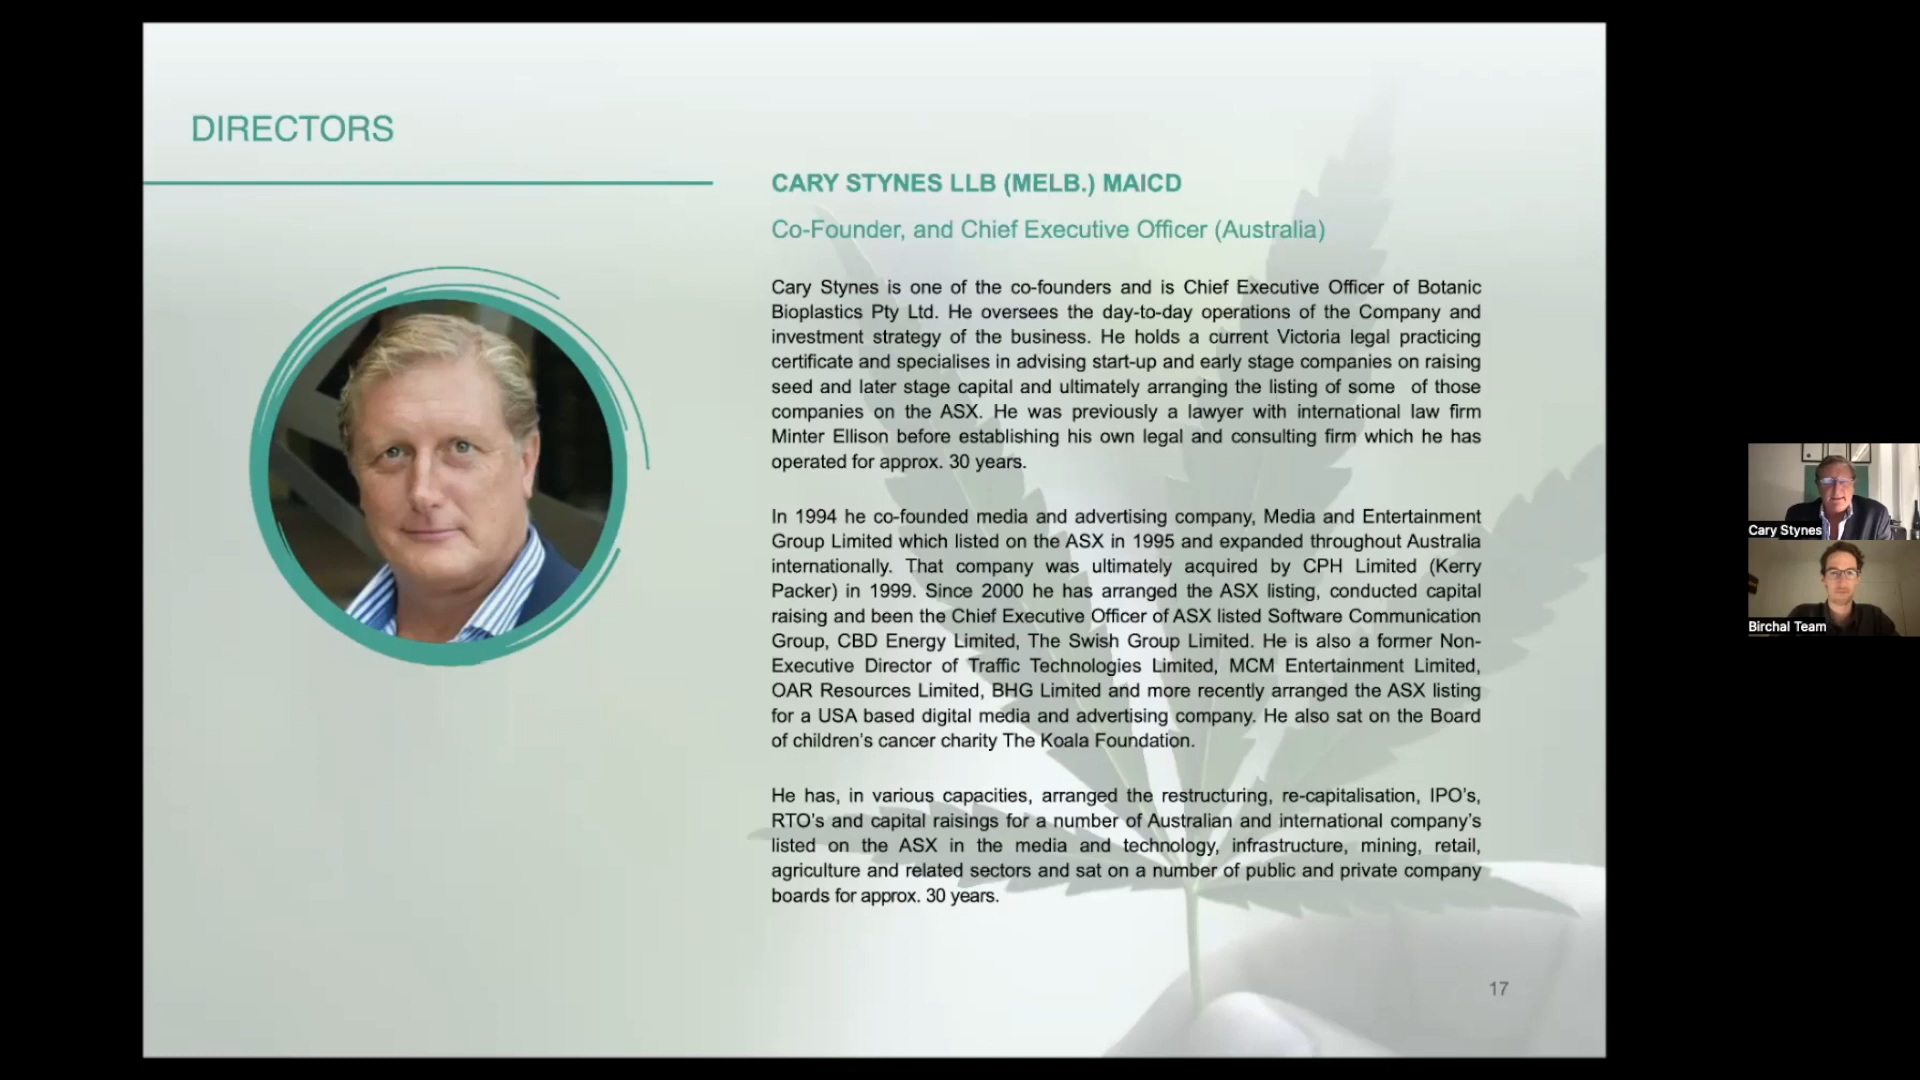 DIRECTORS
CARY STYNES LLB (MELB.) MAICD
Co-Founder, and Chief Executive Officer (Australia)
Cary Stynes is one of the co-founders and is Chief Executive Officer of Botanic
Bioplastics Pty Ltd. He oversees the day-to-day operations of the Company and
investment strategy of the business. He holds a current Victoria legal practicing
certificate and specialises in advising start-up and early stage companies on raising
seed and later stage capital and ultimately arranging the listing of some of those
companies on the ASX. He was previously a lawyer with international law firm
Minter Ellison before establishing his own legal and consulting firm which he has
operated for approx. 30 years.
In 1994 he co-founded media and advertising company, Media and Entertainment
Group Limited which listed on the ASX in 1995 and expanded throughout Australia
internationally. That company was ultimately acquired by CPH Limited (Kerry
Packer) in 1999. Since 2000 he has arranged the ASX listing, conducted capital
raising and been the Chief Executive Officer of ASX listed Software Communication
Group, CBD Energy Limited, The Swish Group Limited. He is also a former Non-
Executive Director of Traffic Technologies Limited, MCM Entertainment Limited,
OAR Resources Limited, BHG Limited and more recently arranged the ASX listing
for a USA based digital media and advertising company. He also sat on the Board
of children's cancer charity The Koala Foundation.
He has, in various capacities, arranged the restructuring, re-capitalisation, IPO's,
RTO's and capital raisings for a number of Australian and international company's
listed on the ASX in the media and technology, infrastructure, mining, retail,
agriculture and related sectors and sat on a number of public and private company
boards for approx. 30 years.
17
Cary Stynes
Birchal Team